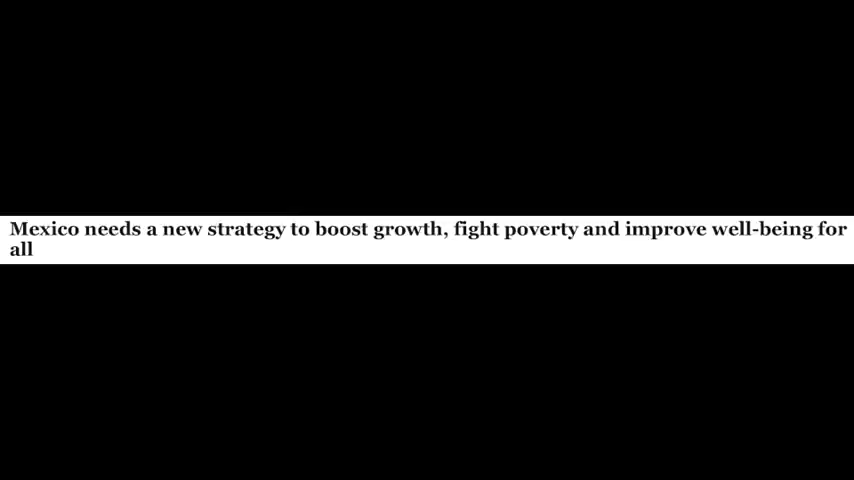 Mexico needs a new strategy to boost growth, fight poverty and improve well-being for
all